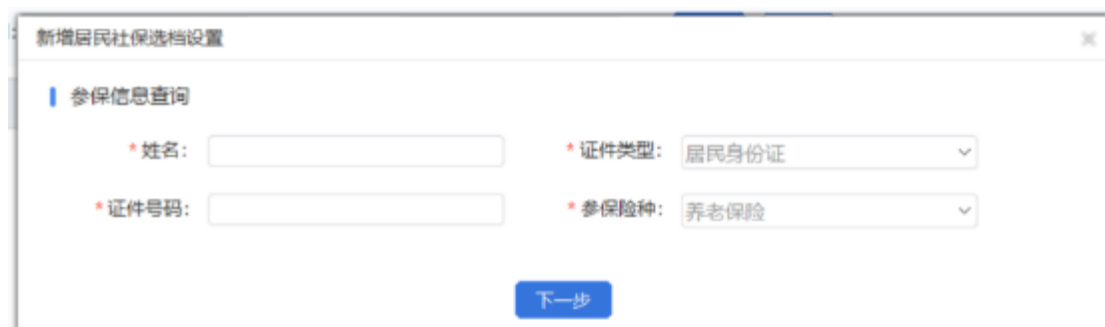 新增居民社保选档设置
参保信息查询
*姓名: *证件类型: 居民身份证
*证件号码: *参保险种: 养老保险
下一步